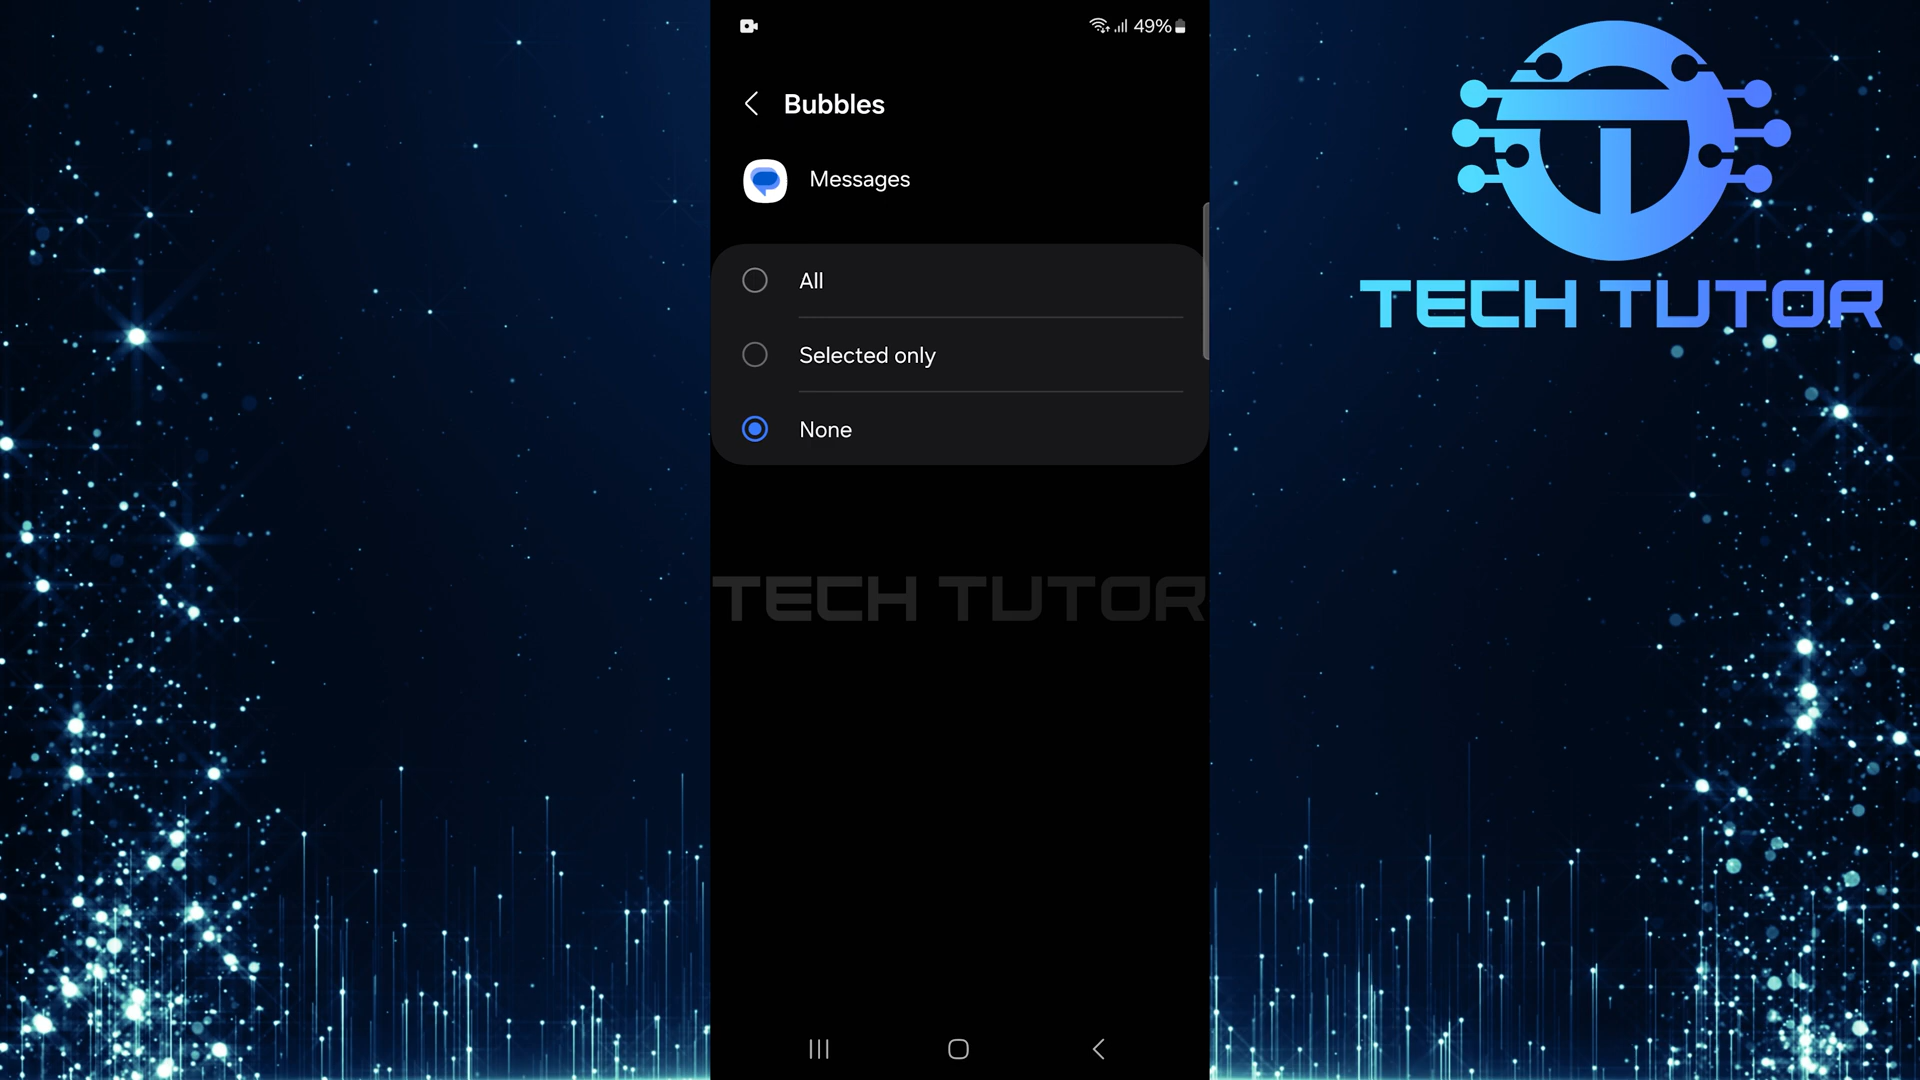 49%
Bubbles
Messages
All
Selected only
None
TECH TUTOR
TECH TUTOR